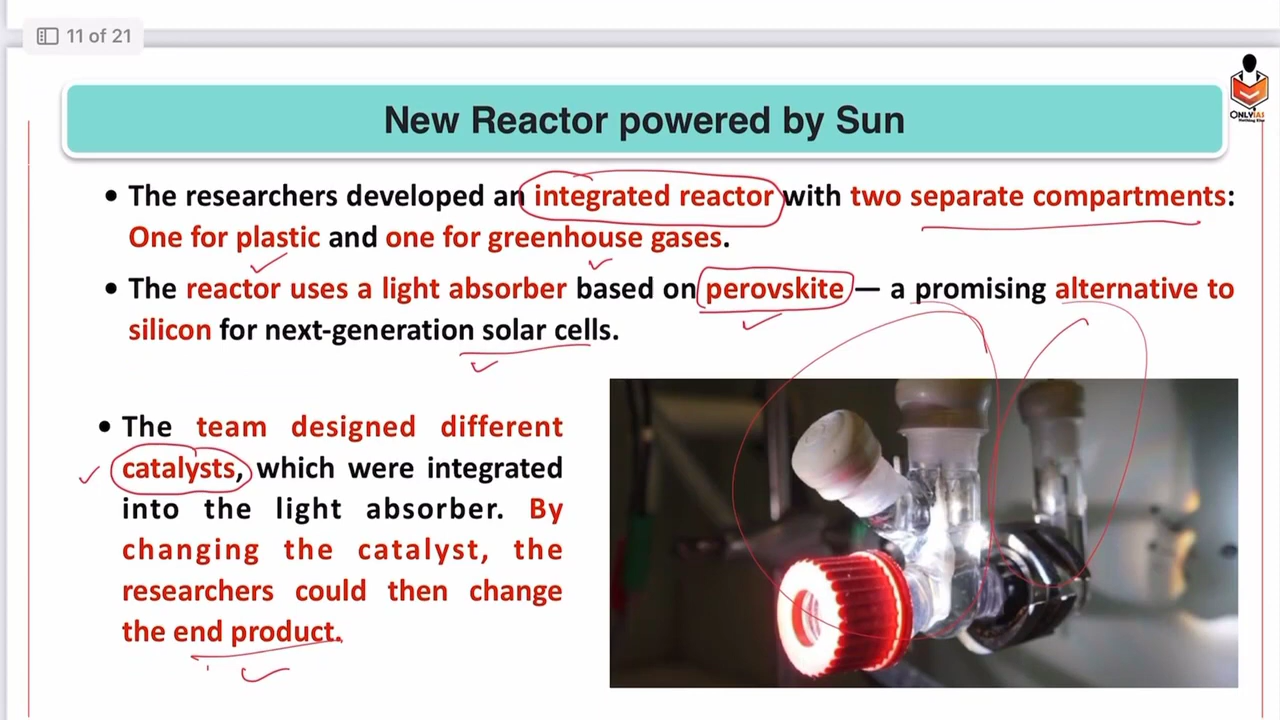 11 of 21
New Reactor powered by Sun
ONLYIAS
Nothing Else
• The researchers developed an integrated reactor with two separate compartments:
One for plastic and one for greenhouse gases.
• The reactor uses a light absorber based on perovskite — a promising alternative to
silicon for next-generation solar cells.
• The team designed different
catalysts, which were integrated
into the light absorber. By
changing the catalyst, the
researchers could then change
the end product.